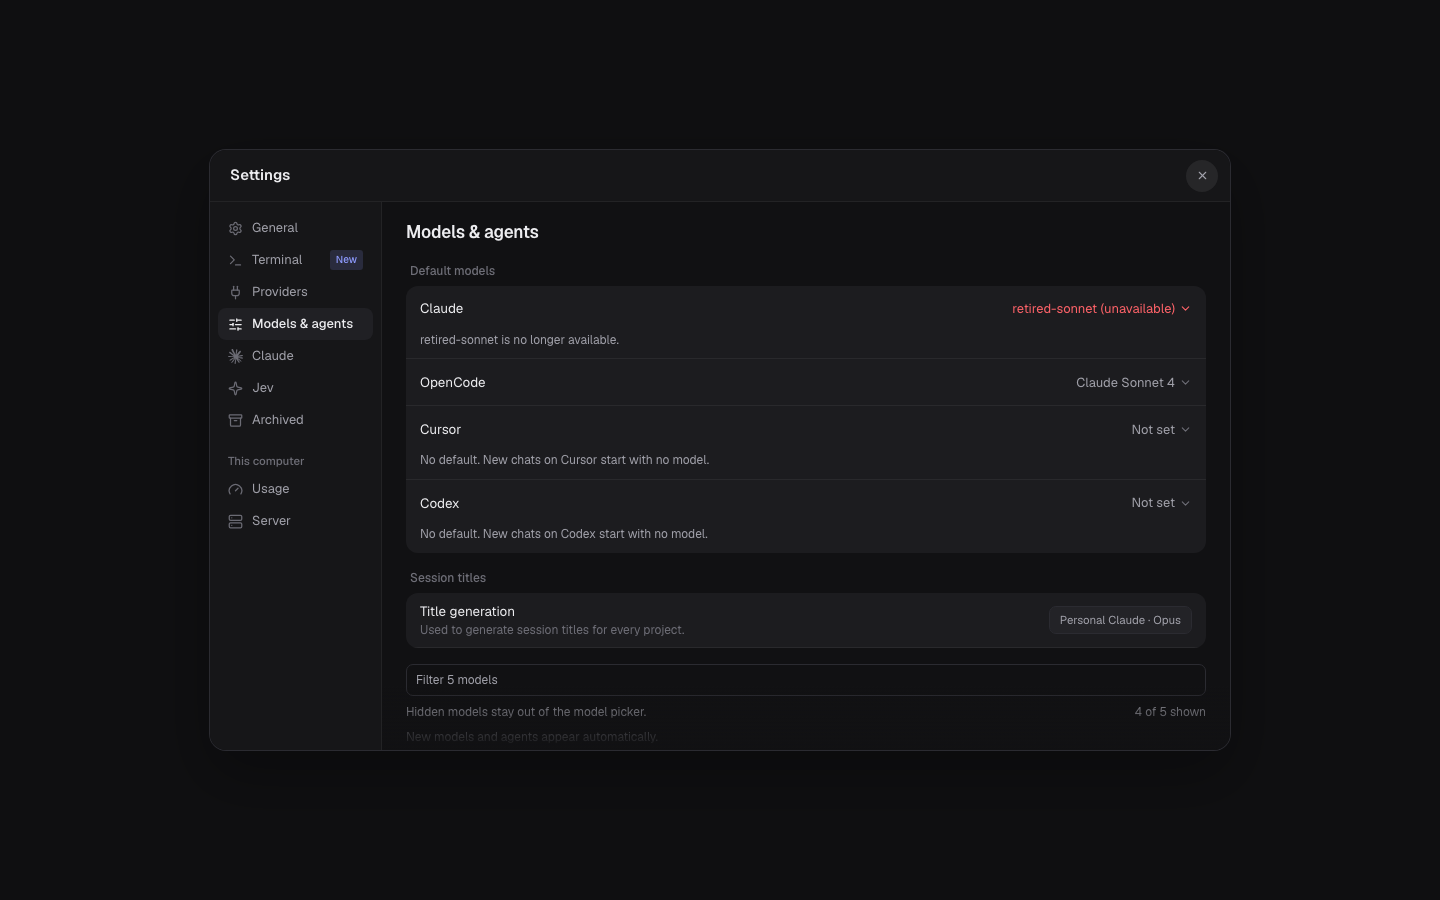 Settings
General
Terminal New
Providers
Models & agents
Claude
Jev
Archived
This computer
Usage
Server
Models & agents
Default models
Claude retired-sonnet (unavailable)
retired-sonnet is no longer available.
OpenCode Claude Sonnet 4
Cursor Not set
No default. New chats on Cursor start with no model.
Codex Not set
No default. New chats on Codex start with no model.
Session titles
Title generation
Used to generate session titles for every project.
Personal Claude · Opus
Filter 5 models
Hidden models stay out of the model picker. 4 of 5 shown
New models and agents appear automatically.